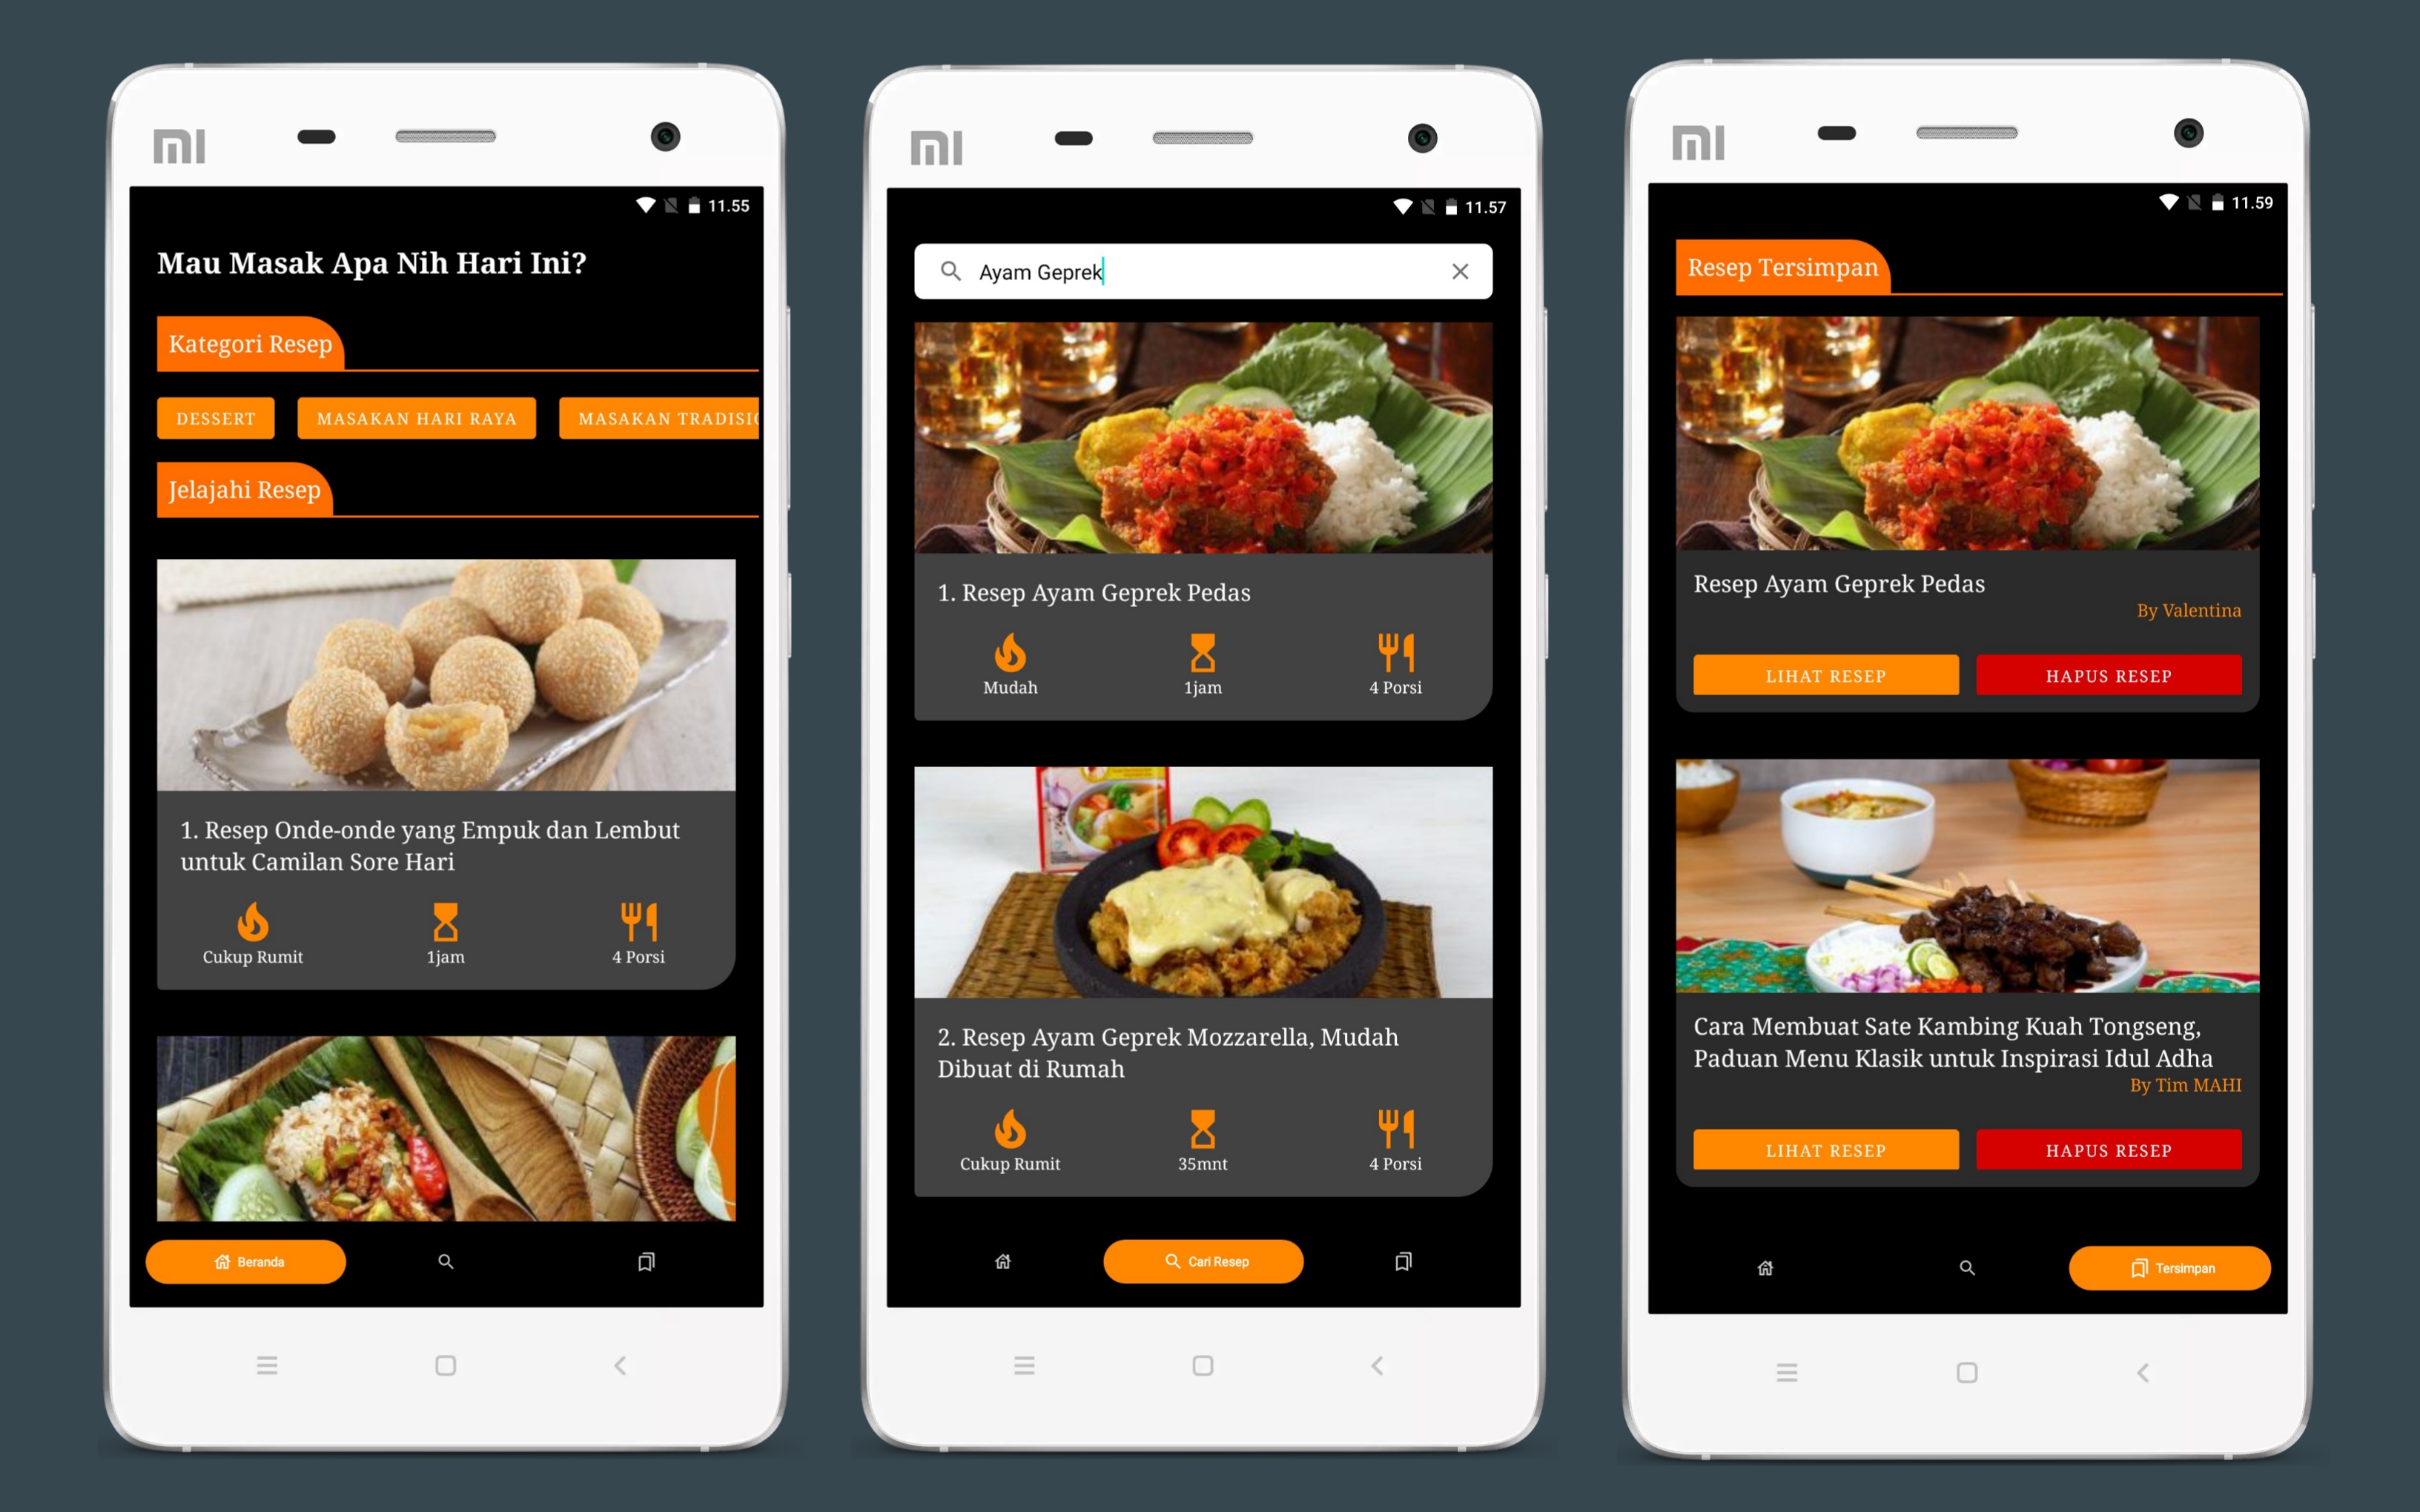 mi
11.55
Mau Masak Apa Nih Hari Ini?
Kategori Resep
DESSERT
MASAKAN HARI RAYA
MASAKAN TRADISI
Jelajahi Resep
1. Resep Onde-onde yang Empuk dan Lembut
untuk Camilan Sore Hari
Cukup Rumit
1jam
4 Porsi
Beranda
mi
11.57
Ayam Geprek
1. Resep Ayam Geprek Pedas
Mudah
1jam
4 Porsi
2. Resep Ayam Geprek Mozzarella, Mudah
Dibuat di Rumah
Cukup Rumit
35mnt
4 Porsi
Cari Resep
mi
11.59
Resep Tersimpan
Resep Ayam Geprek Pedas
By Valentina
LIHAT RESEP
HAPUS RESEP
Cara Membuat Sate Kambing Kuah Tongseng,
Paduan Menu Klasik untuk Inspirasi Idul Adha
By Tim MAHI
LIHAT RESEP
HAPUS RESEP
Tersimpan